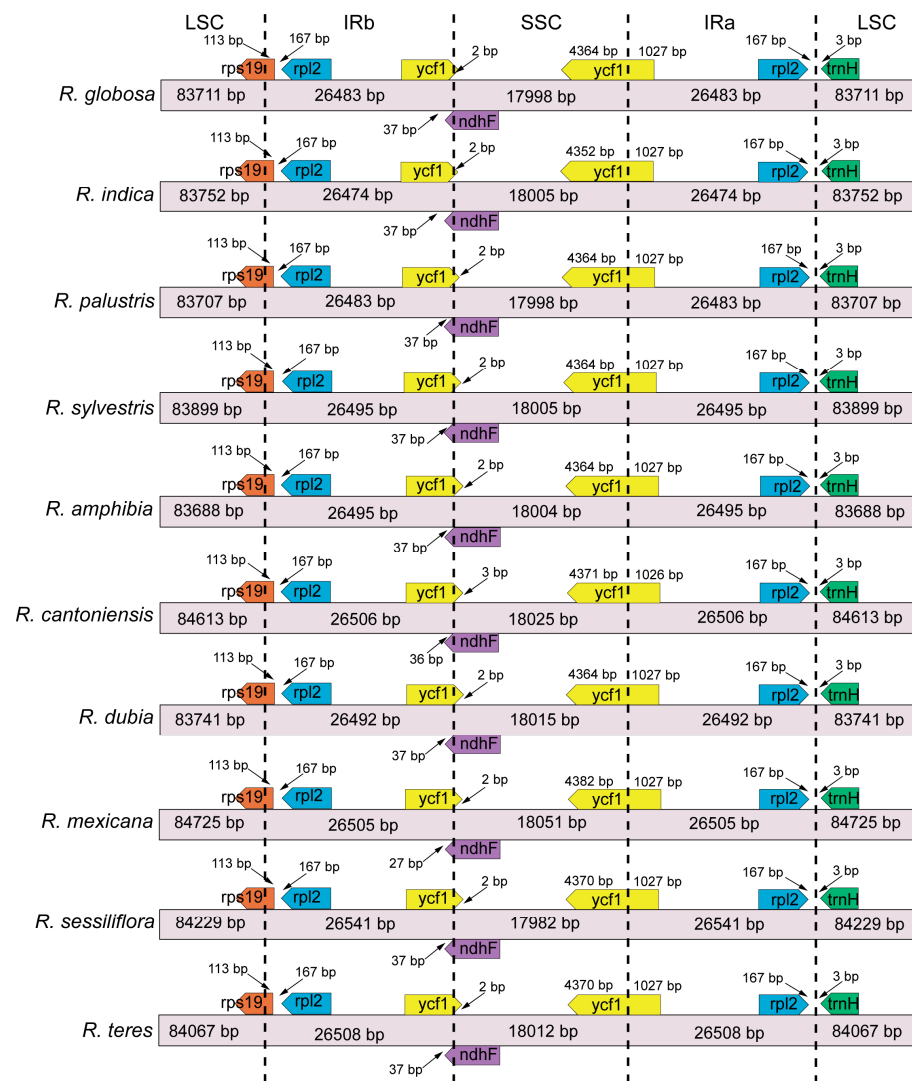 LSC IRb SSC IRa LSC
113 bp 167 bp 2 bp 4364 bp 1027 bp 167 bp 3 bp
rps19 rpl2 ycf1 ycf1 rpl2 trnH
R. globosa 83711 bp 26483 bp 17998 bp 26483 bp 83711 bp
37 bp ndhF
113 bp 167 bp 2 bp 4352 bp 1027 bp 167 bp 3 bp
rps19 rpl2 ycf1 ycf1 rpl2 trnH
R. indica 83752 bp 26474 bp 18005 bp 26474 bp 83752 bp
37 bp ndhF
113 bp 167 bp 2 bp 4364 bp 1027 bp 167 bp 3 bp
rps19 rpl2 ycf1 ycf1 rpl2 trnH
R. palustris 83707 bp 26483 bp 17998 bp 26483 bp 83707 bp
37 bp ndhF
113 bp 167 bp 2 bp 4364 bp 1027 bp 167 bp 3 bp
rps19 rpl2 ycf1 ycf1 rpl2 trnH
R. sylvestris 83899 bp 26495 bp 18005 bp 26495 bp 83899 bp
37 bp ndhF
113 bp 167 bp 2 bp 4364 bp 1027 bp 167 bp 3 bp
rps19 rpl2 ycf1 ycf1 rpl2 trnH
R. amphibia 83688 bp 26495 bp 18004 bp 26495 bp 83688 bp
37 bp ndhF
113 bp 167 bp 3 bp 4371 bp 1026 bp 167 bp 3 bp
rps19 rpl2 ycf1 ycf1 rpl2 trnH
R. cantoniensis 84613 bp 26506 bp 18025 bp 26506 bp 84613 bp
36 bp ndhF
113 bp 167 bp 2 bp 4364 bp 1027 bp 167 bp 3 bp
rps19 rpl2 ycf1 ycf1 rpl2 trnH
R. dubia 83741 bp 26492 bp 18015 bp 26492 bp 83741 bp
37 bp ndhF
113 bp 167 bp 2 bp 4382 bp 1027 bp 167 bp 3 bp
rps19 rpl2 ycf1 ycf1 rpl2 trnH
R. mexicana 84725 bp 26505 bp 18051 bp 26505 bp 84725 bp
27 bp ndhF
113 bp 167 bp 2 bp 4370 bp 1027 bp 167 bp 3 bp
rps19 rpl2 ycf1 ycf1 rpl2 trnH
R. sessiliflora 84229 bp 26541 bp 17982 bp 26541 bp 84229 bp
37 bp ndhF
113 bp 167 bp 2 bp 4370 bp 1027 bp 167 bp 3 bp
rps19 rpl2 ycf1 ycf1 rpl2 trnH
R. teres 84067 bp 26508 bp 18012 bp 26508 bp 84067 bp
37 bp ndhF